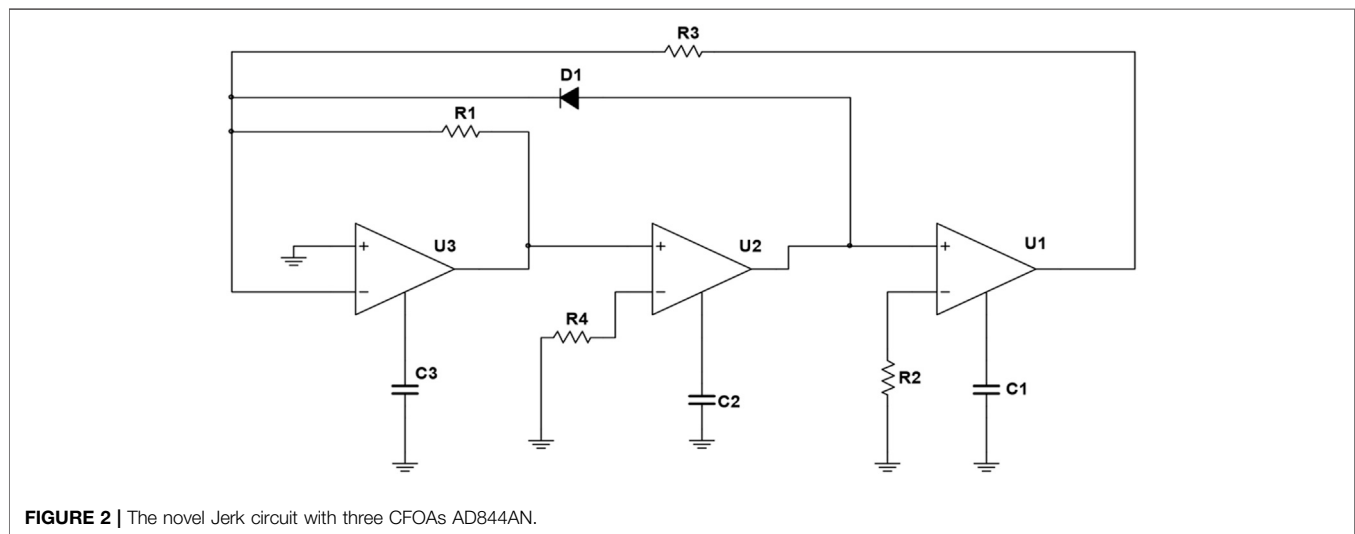 R3
D1
R1
+
U3
−
+
U2
−
+
U1
−
R4
C3
C2
R2
C1
FIGURE 2 | The novel Jerk circuit with three CFOAs AD844AN.